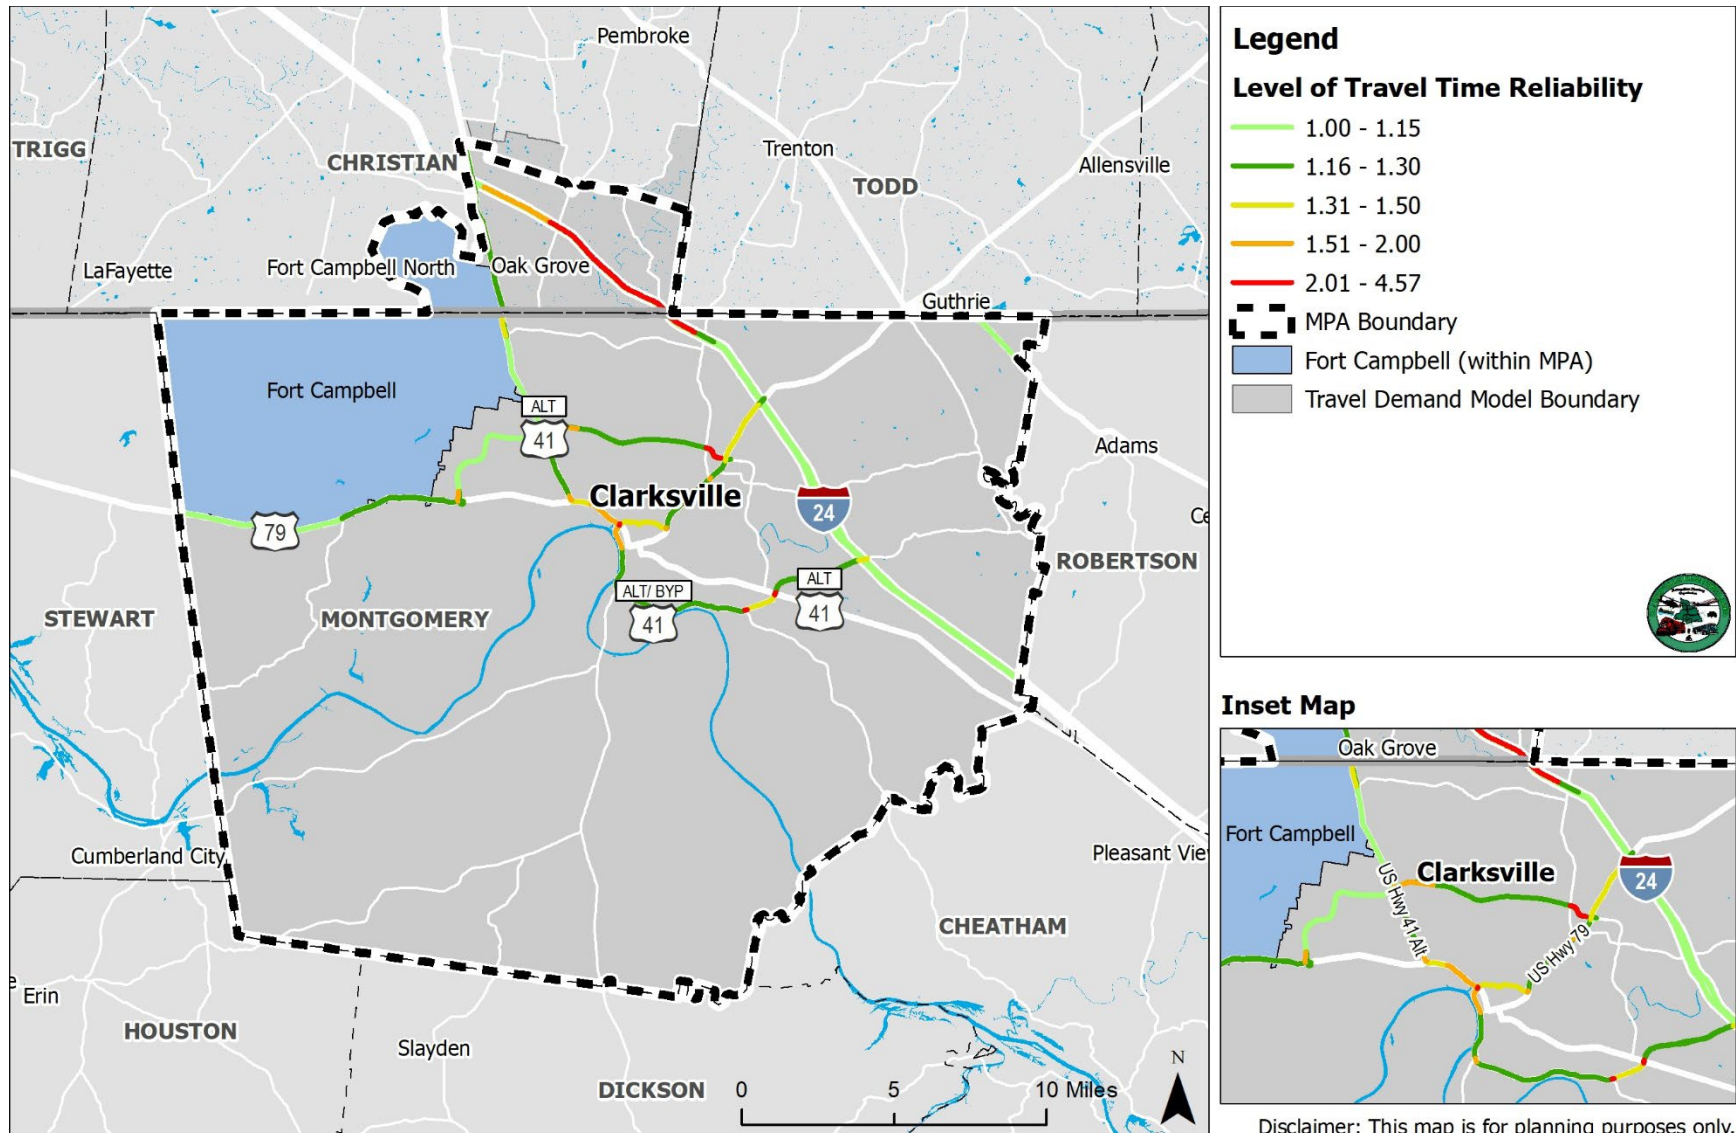 Pembroke
TRIGG
CHRISTIAN
Trenton
Allensville
TODD
LaFayette
Fort Campbell North
Oak Grove
Guthrie
Fort Campbell
ALT
41
Adams
Clarksville
79
24
Ce
ROBERTSON
STEWART
MONTGOMERY
ALT/ BYP
41
ALT
41
Cumberland City
Pleasant View
CHEATHAM
e
Erin
HOUSTON
Slayden
DICKSON
0 5 10 Miles
N
Legend
Level of Travel Time Reliability
1.00 - 1.15
1.16 - 1.30
1.31 - 1.50
1.51 - 2.00
2.01 - 4.57
MPA Boundary
Fort Campbell (within MPA)
Travel Demand Model Boundary
Inset Map
Oak Grove
Fort Campbell
Clarksville
24
US Hwy 41 Alt
US Hwy 79
Disclaimer: This map is for planning purposes only.